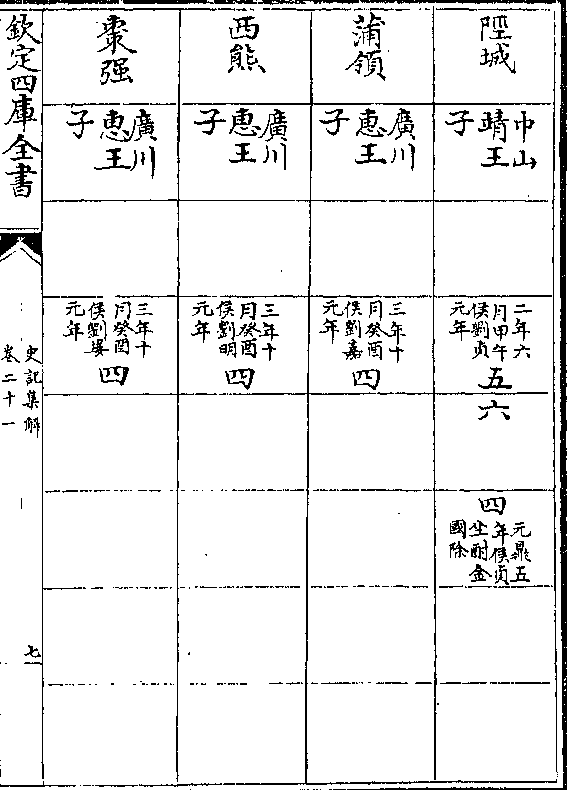 陘城
中山
靖王
子
二年六
月甲午
侯劉貞
元年
五
六
四
元鼎五
年侯貞
坐酎金
國除
蒲領
廣川
惠王
子
三年十
月癸酉
侯劉嘉
元年
四
西熊
廣川
惠王
子
三年十
月癸酉
侯劉明
元年
四
棗强
廣川
惠王
子
三年十
月癸酉
侯劉晏
元年
四
欽定四庫全書
史記集解
卷二十一
七